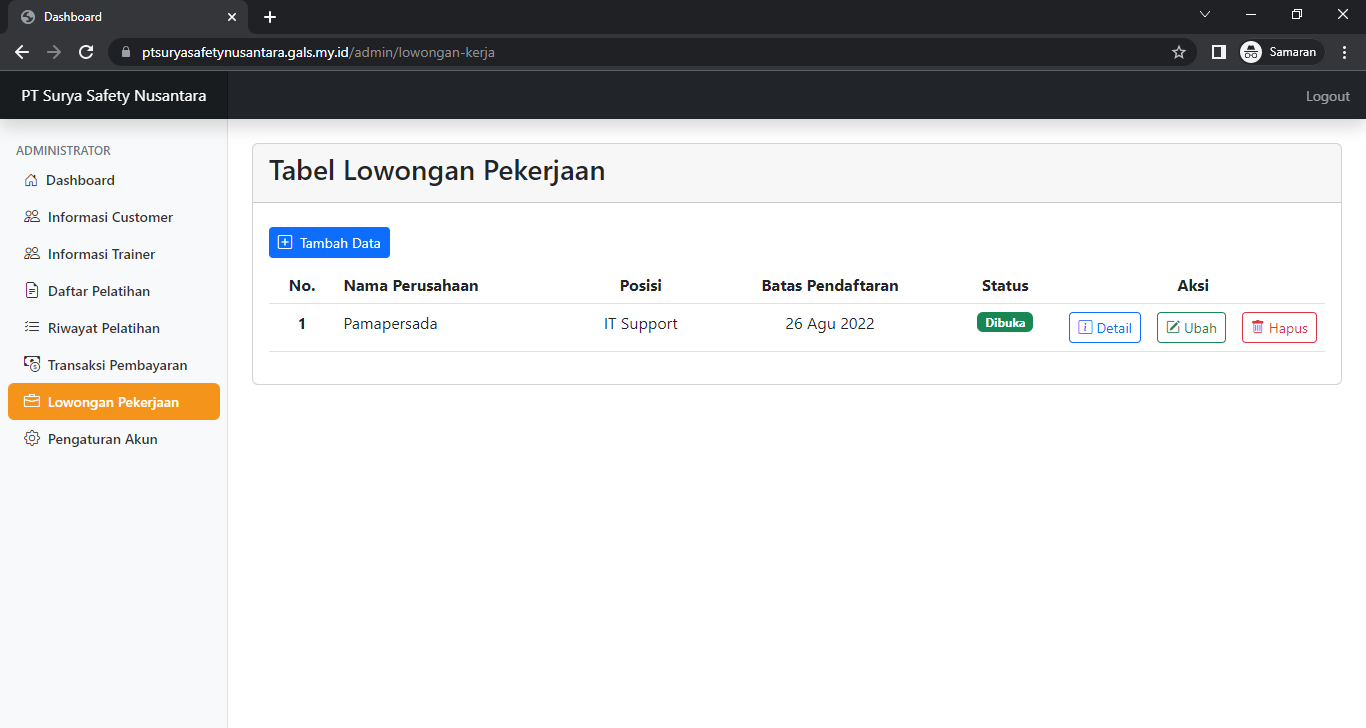 Dashboard
ptsuryasafetynusantara.gals.my.id/admin/lowongan-kerja
Samaran
PT Surya Safety Nusantara
Logout
ADMINISTRATOR
Dashboard
Informasi Customer
Informasi Trainer
Daftar Pelatihan
Riwayat Pelatihan
Transaksi Pembayaran
Lowongan Pekerjaan
Pengaturan Akun
Tabel Lowongan Pekerjaan
Tambah Data
No. Nama Perusahaan Posisi Batas Pendaftaran Status Aksi
1 Pamapersada IT Support 26 Agu 2022 Dibuka Detail Ubah Hapus